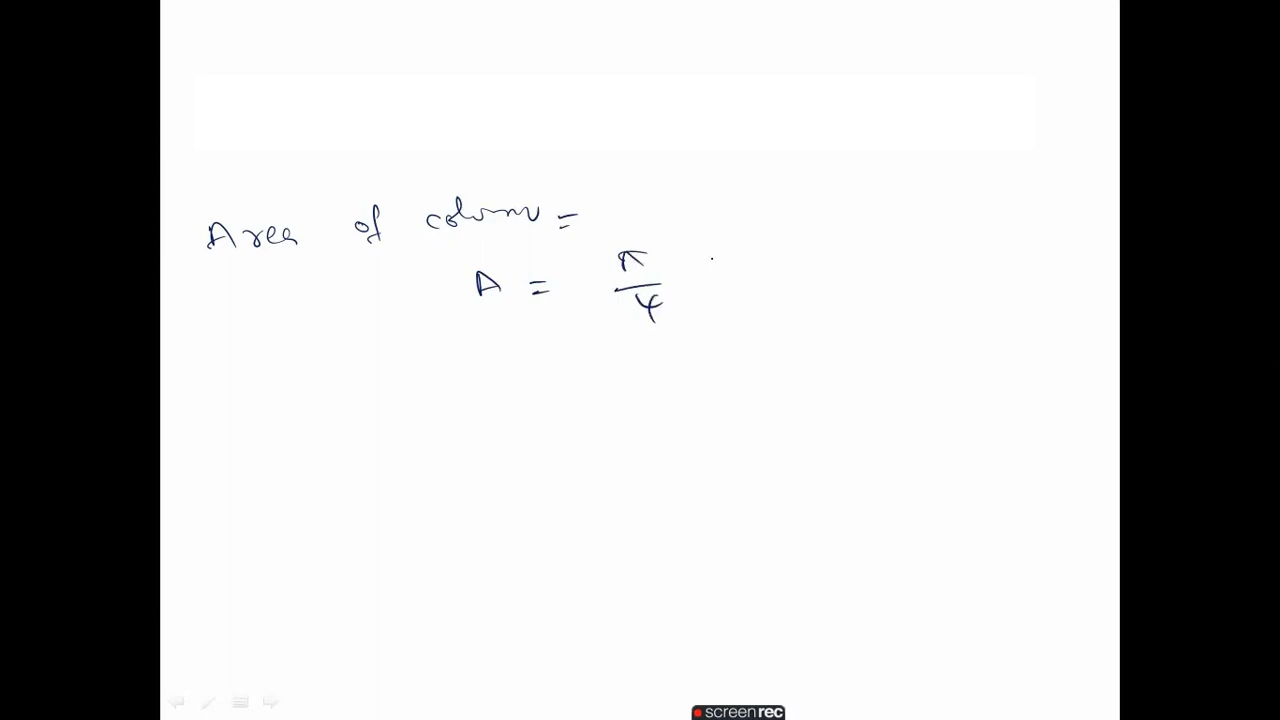 Area of column =
A = π/4
screenrec